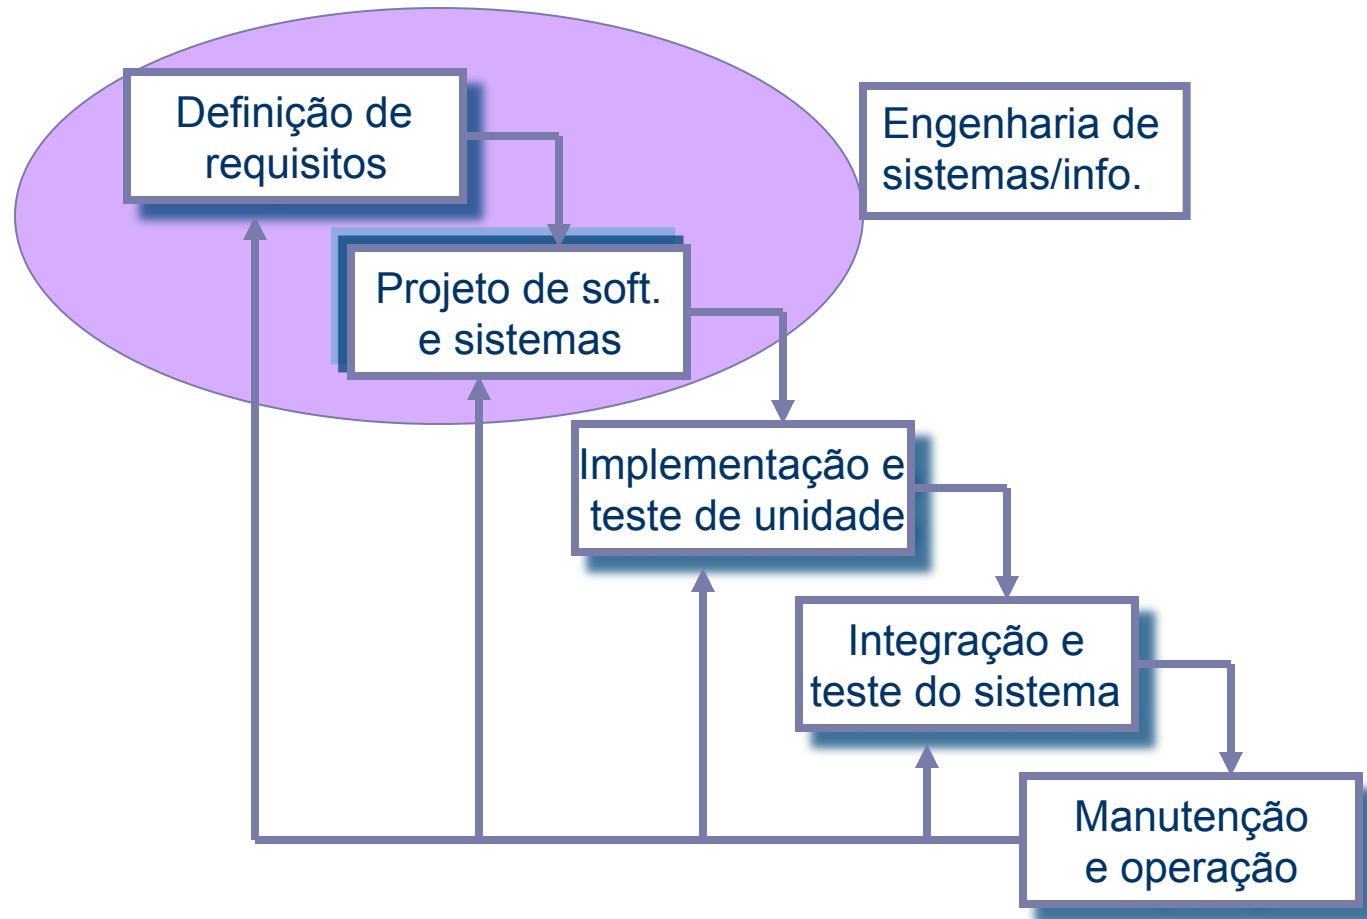 Definição de
requisitos
Engenharia de
sistemas/info.
Projeto de soft.
e sistemas
Implementação e
teste de unidade
Integração e
teste do sistema
Manutenção
e operação